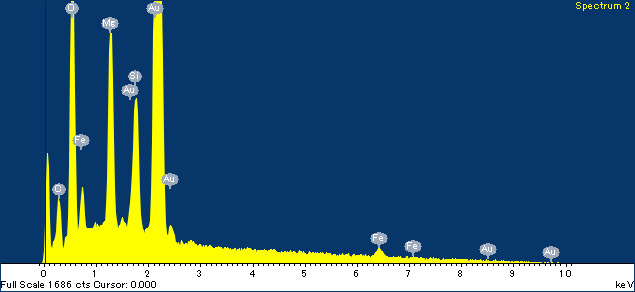 Spectrum 2
O Au
Mg
Si
Au
Fe
Au
C
Fe Fe Au Au
0 1 2 3 4 5 6 7 8 9 10
Full Scale 1686 cts Cursor: 0.000 keV